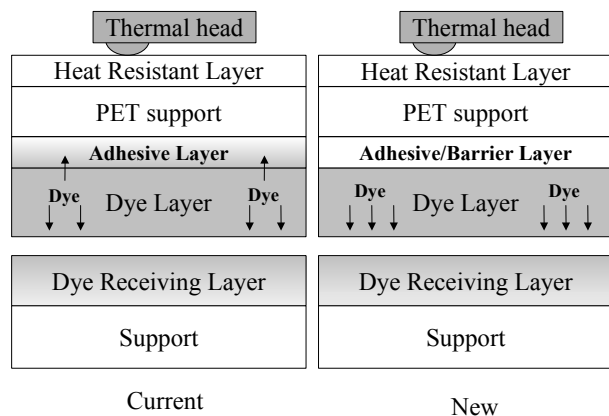 Thermal head
Heat Resistant Layer
PET support
Adhesive Layer
Dye
Dye
Dye Layer
Dye Receiving Layer
Support
Current
Thermal head
Heat Resistant Layer
PET support
Adhesive/Barrier Layer
Dye
Dye
Dye Layer
Dye Receiving Layer
Support
New